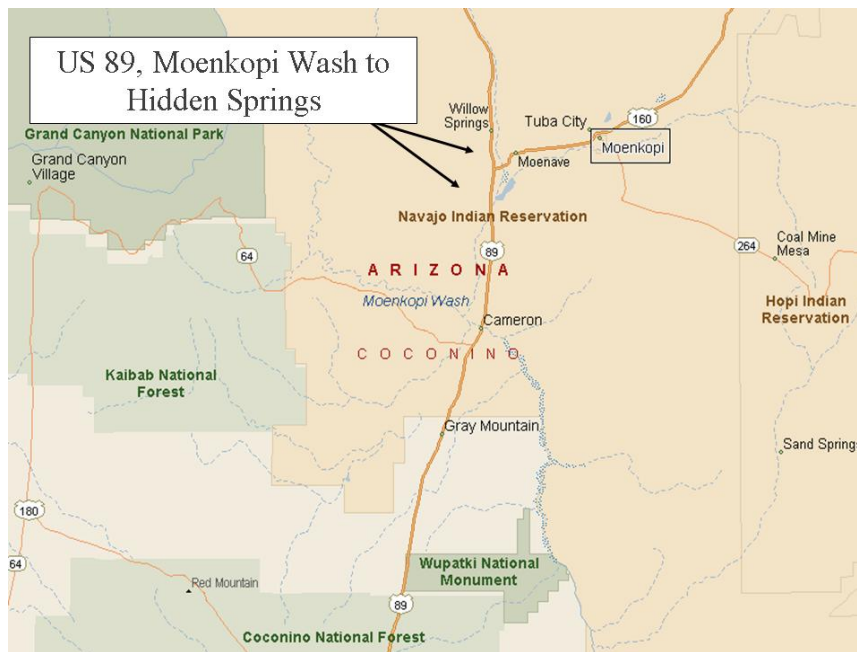 US 89, Moenkopi Wash to
Hidden Springs
Grand Canyon National Park
Grand Canyon
Village
Willow
Springs
Tuba City
160
Moenkopi
Moenave
Navajo Indian Reservation
264
Coal Mine
Mesa
64
89
ARIZONA
Moenkopi Wash
Hopi Indian
Reservation
Cameron
COCONINO
Kaibab National
Forest
Gray Mountain
Sand Springs
180
64
Wupatki National
Monument
Red Mountain
89
Coconino National Forest